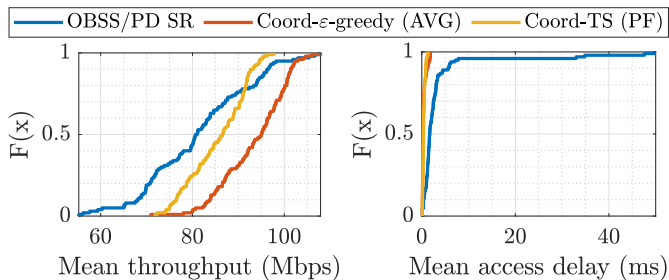 OBSS/PD SR Coord-ε-greedy (AVG) Coord-TS (PF)
1
0.5
0
F(x)
60 80 100
Mean throughput (Mbps)
1
0.5
0
F(x)
0 20 40
Mean access delay (ms)